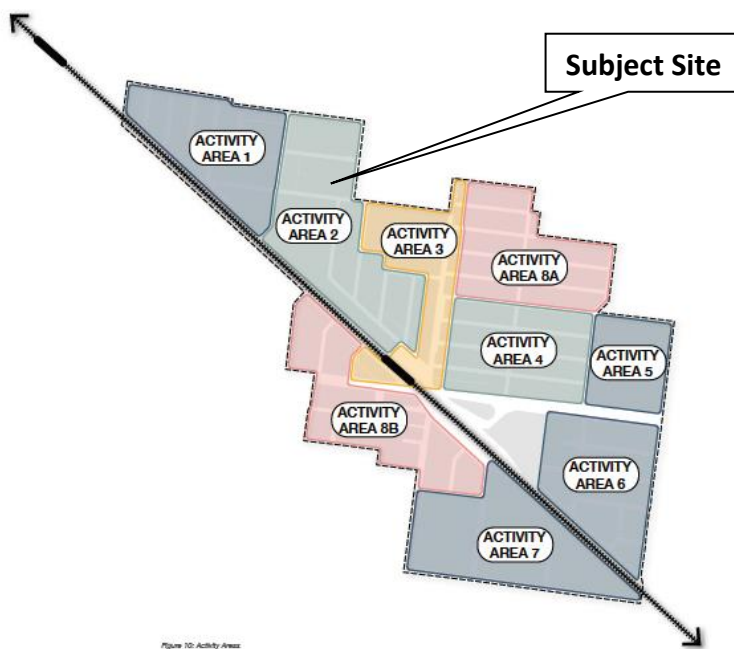 Subject Site
ACTIVITY
AREA 1
ACTIVITY
AREA 2
ACTIVITY
AREA 3
ACTIVITY
AREA 8A
ACTIVITY
AREA 4
ACTIVITY
AREA 5
ACTIVITY
AREA 8B
ACTIVITY
AREA 6
ACTIVITY
AREA 7
Figure 10: Activity Areas